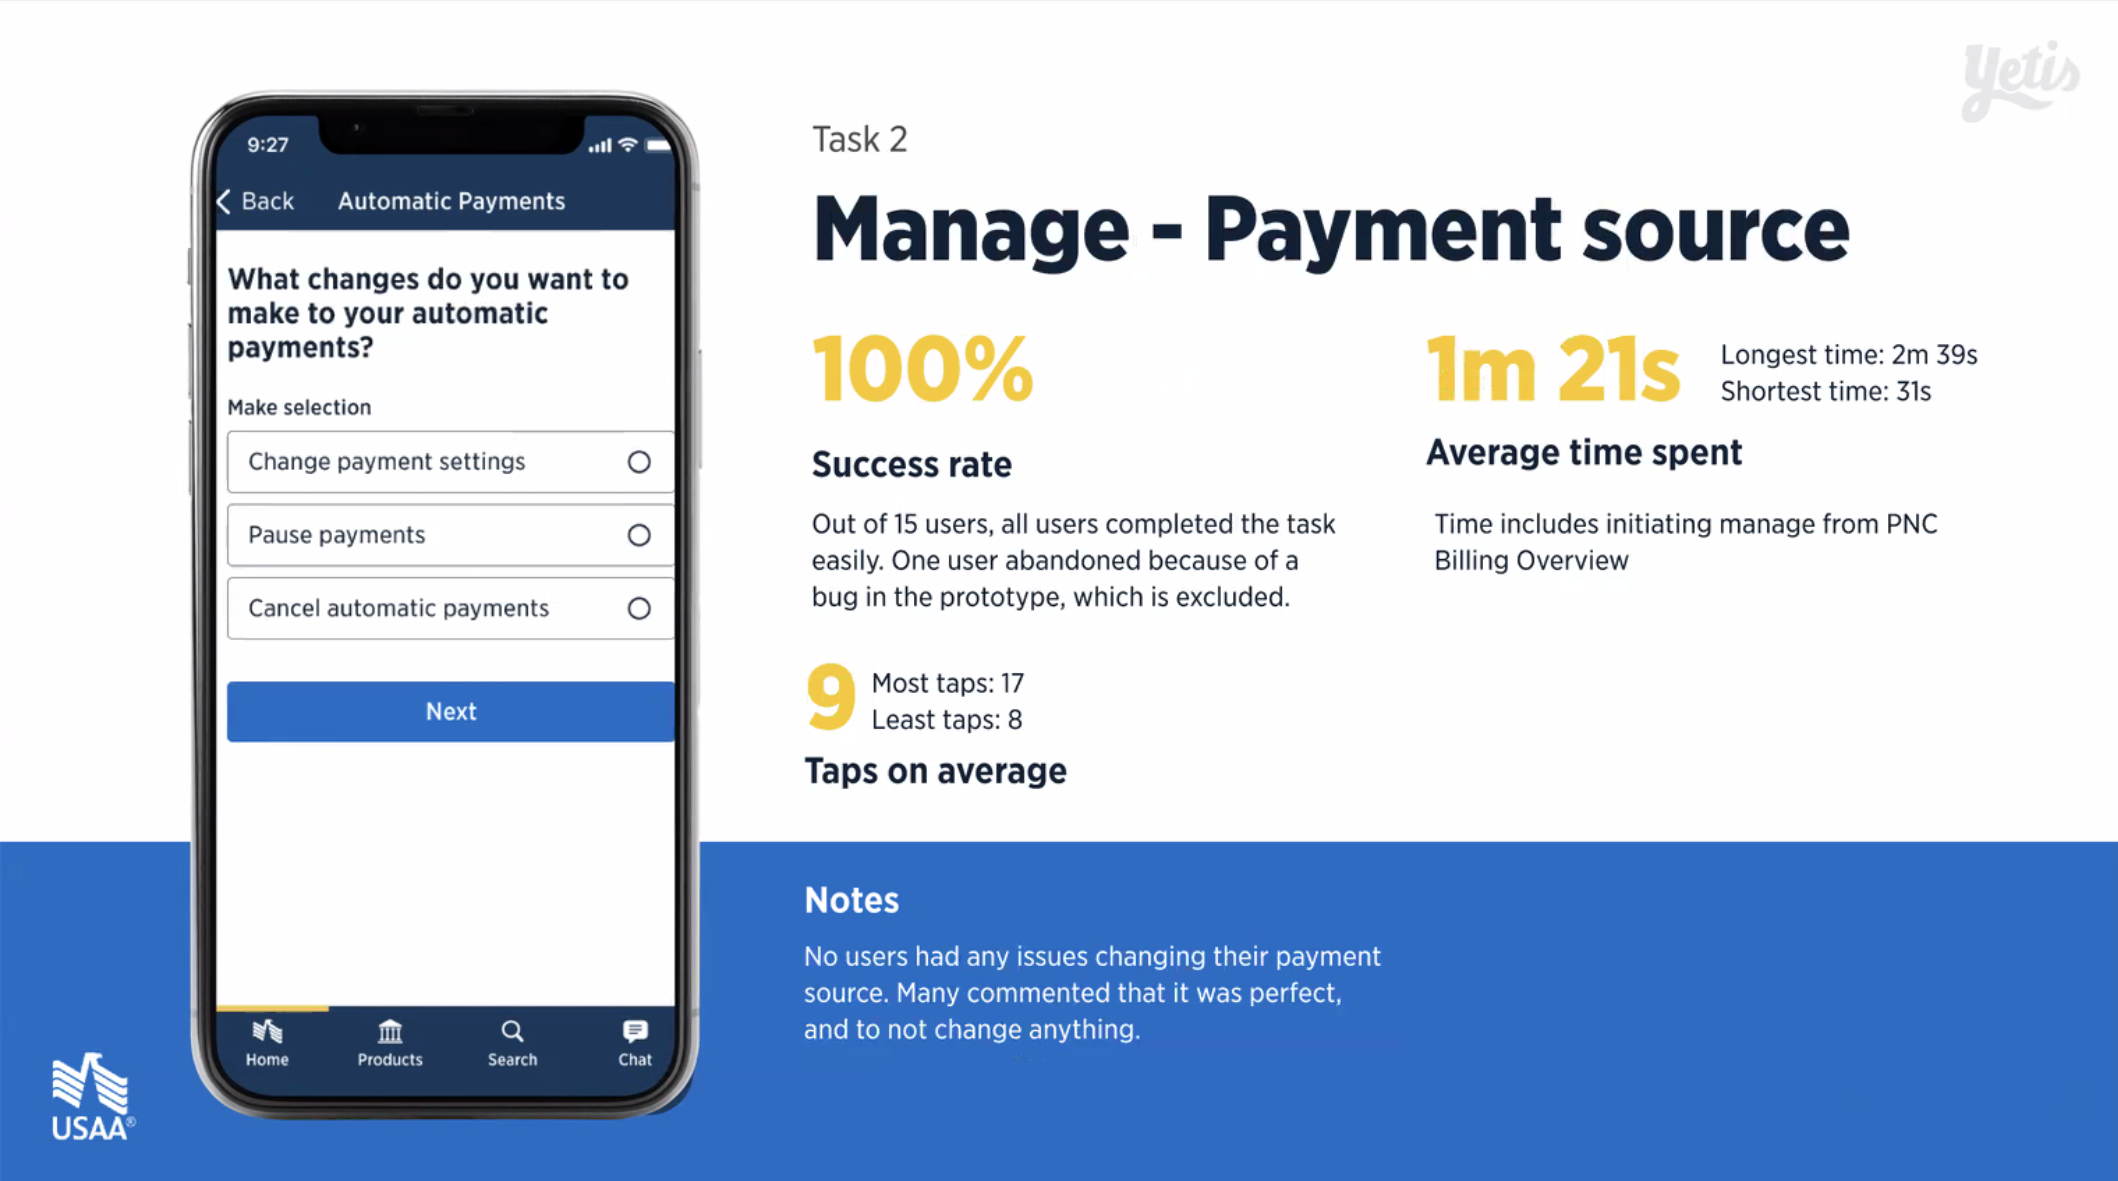 Yetis
9:27
Back
Automatic Payments
What changes do you want to
make to your automatic
payments?
Make selection
Change payment settings
Pause payments
Cancel automatic payments
Next
Home
Products
Search
Chat
Task 2
Manage - Payment source
100%
Success rate
Out of 15 users, all users completed the task
easily. One user abandoned because of a
bug in the prototype, which is excluded.
1m 21s
Longest time: 2m 39s
Shortest time: 31s
Average time spent
Time includes initiating manage from PNC
Billing Overview
9
Most taps: 17
Least taps: 8
Taps on average
Notes
No users had any issues changing their payment
source. Many commented that it was perfect,
and to not change anything.
USAA®